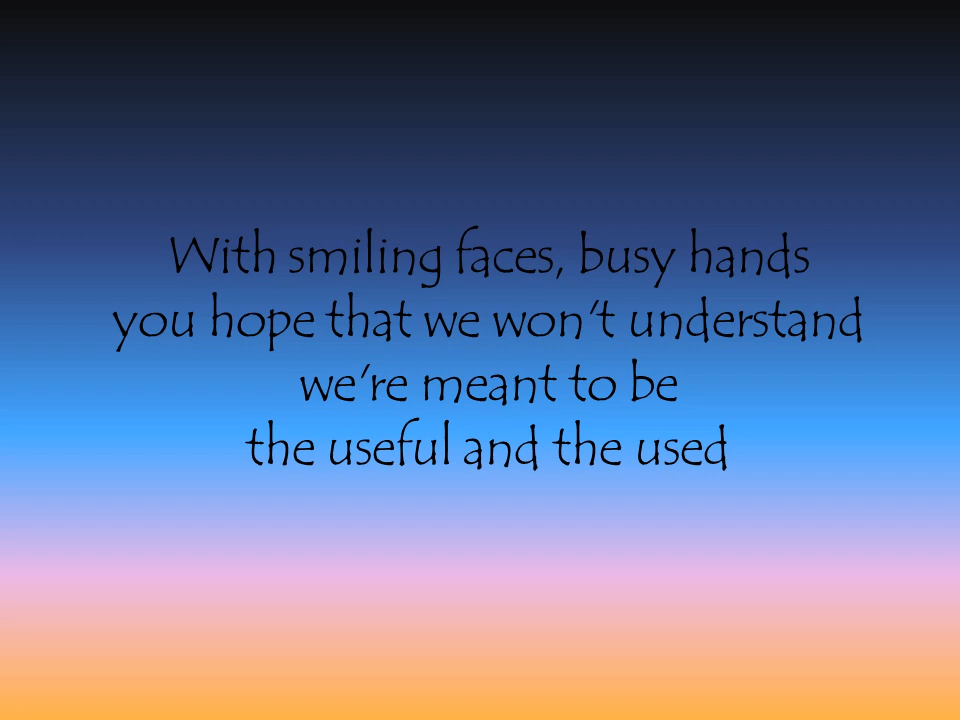 With smiling faces, busy hands
you hope that we won't understand
we're meant to be
the useful and the used